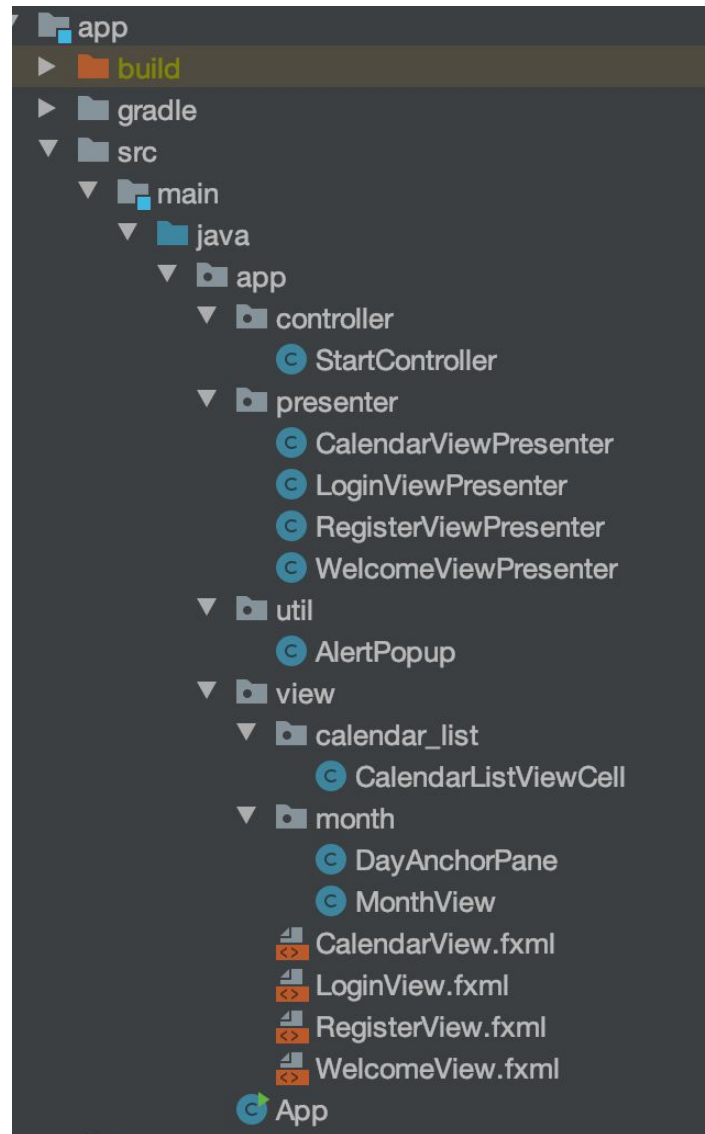 app
build
gradle
src
main
java
app
controller
C StartController
presenter
C CalendarViewPresenter
C LoginViewPresenter
C RegisterViewPresenter
C WelcomeViewPresenter
util
C AlertPopup
view
calendar_list
C CalendarListViewCell
month
C DayAnchorPane
C MonthView
<> CalendarView.fxml
<> LoginView.fxml
<> RegisterView.fxml
<> WelcomeView.fxml
C App